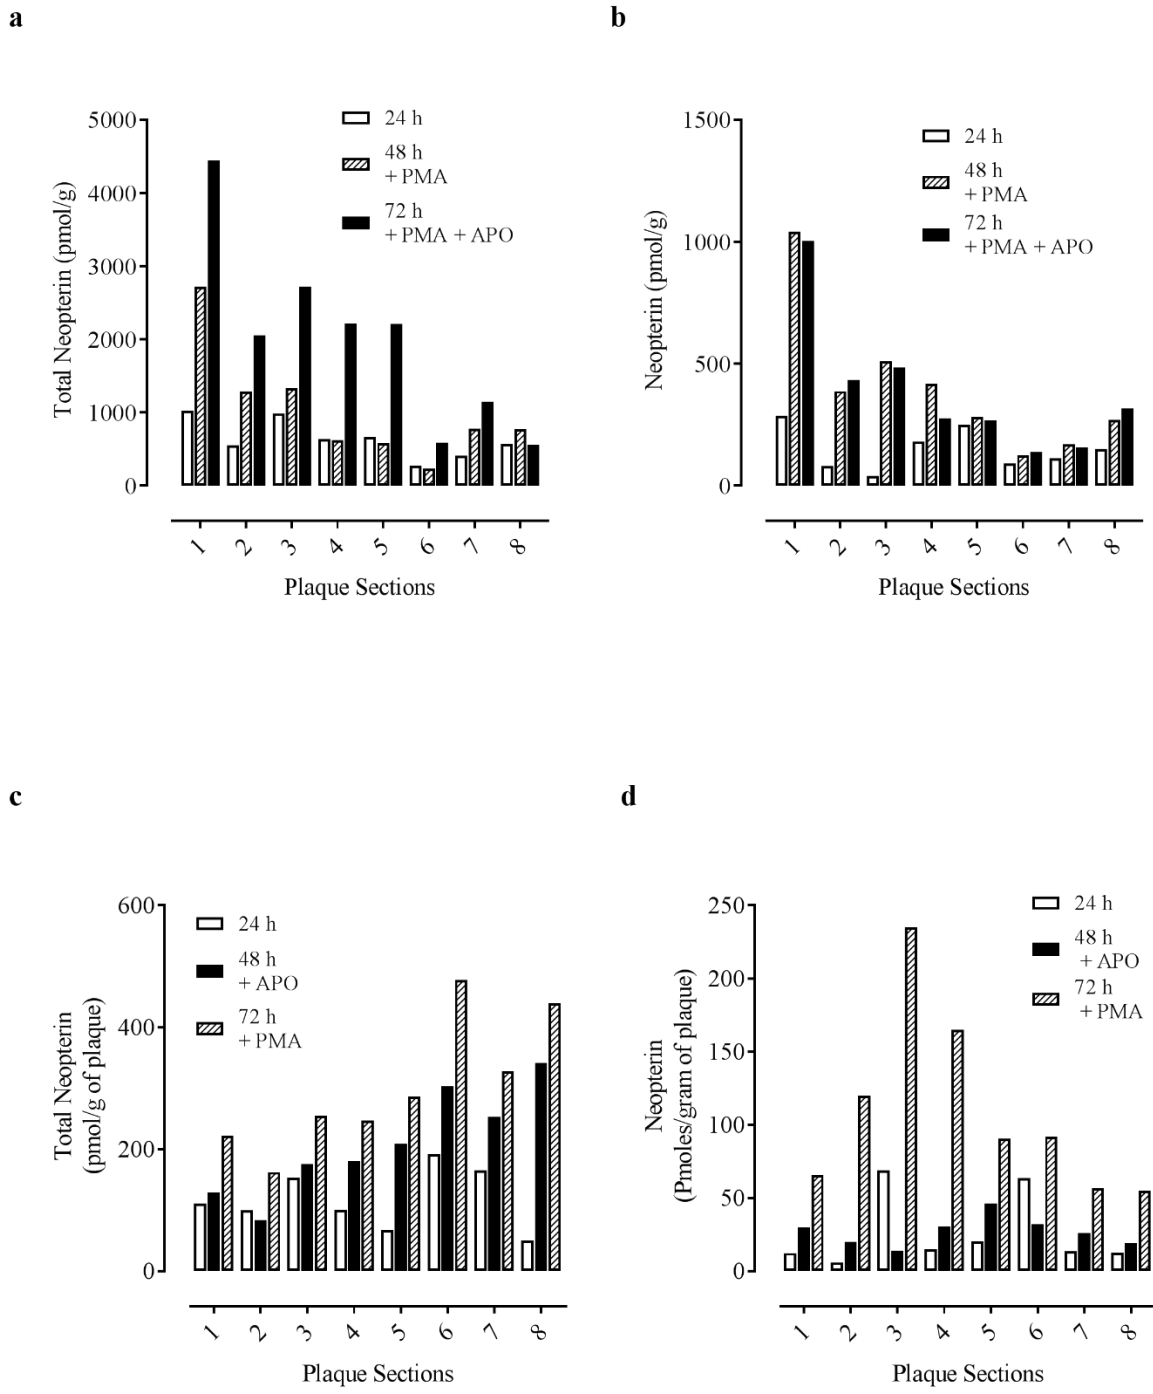 a
5000
4000
3000
2000
1000
0
Total Neopterin (pmol/g)
24 h
48 h
+ PMA
72 h
+ PMA + APO
1
2
3
4
5
6
7
8
Plaque Sections
b
1500
1000
500
0
Neopterin (pmol/g)
24 h
48 h
+ PMA
72 h
+ PMA + APO
1
2
3
4
5
6
7
8
Plaque Sections
c
600
400
200
0
Total Neopterin
(pmol/g of plaque)
24 h
48 h
+ APO
72 h
+ PMA
1
2
3
4
5
6
7
8
Plaque Sections
d
250
200
150
100
50
0
Neopterin
(Pmoles/gram of plaque)
24 h
48 h
+ APO
72 h
+ PMA
1
2
3
4
5
6
7
8
Plaque Sections